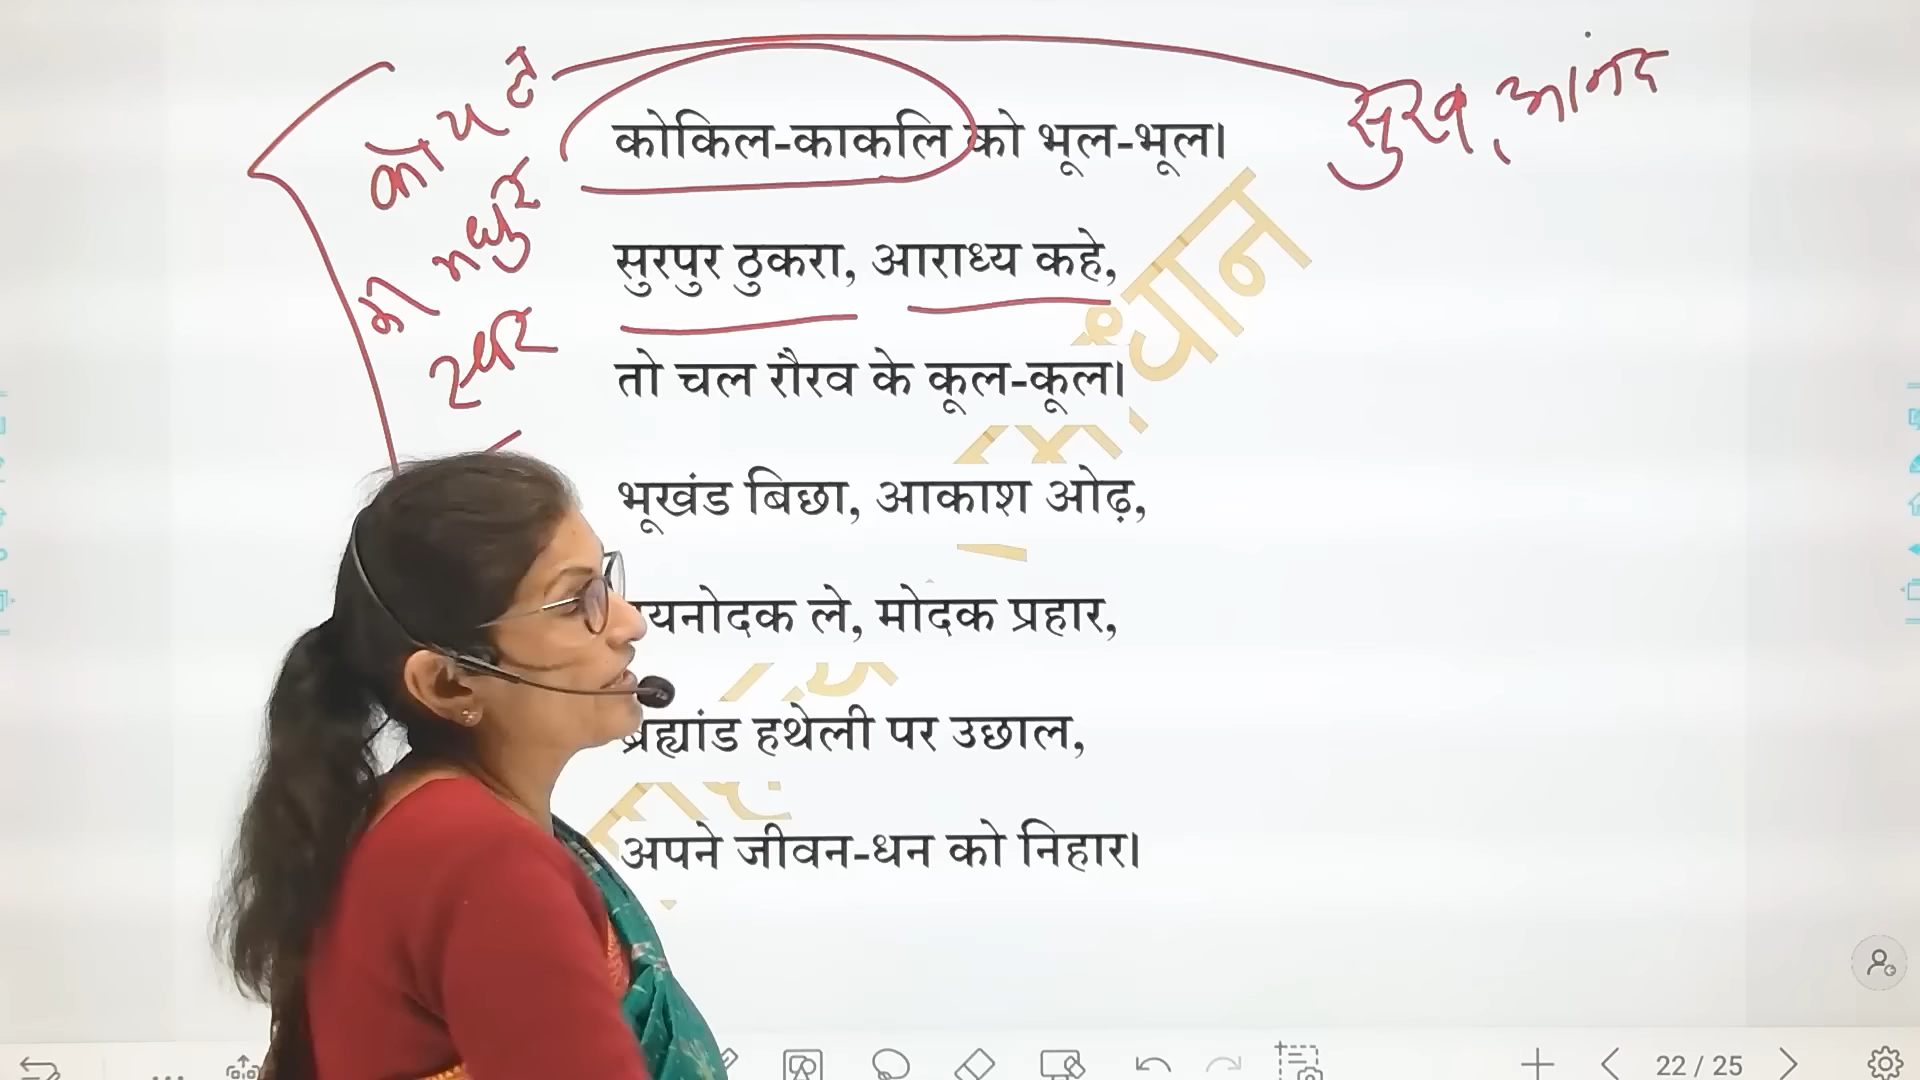 कोयल
का मधुर
स्वर
सुख, आनंद
कोकिल-काकलि को भूल-भूल।
सुरपुर ठुकरा, आराध्य कहे,
तो चल रौरव के कूल-कूल।
भूखंड बिछा, आकाश ओढ़,
यनोदक ले, मोदक प्रहार,
ब्रह्यांड हथेली पर उछाल,
अपने जीवन-धन को निहार।
धान
22 / 25